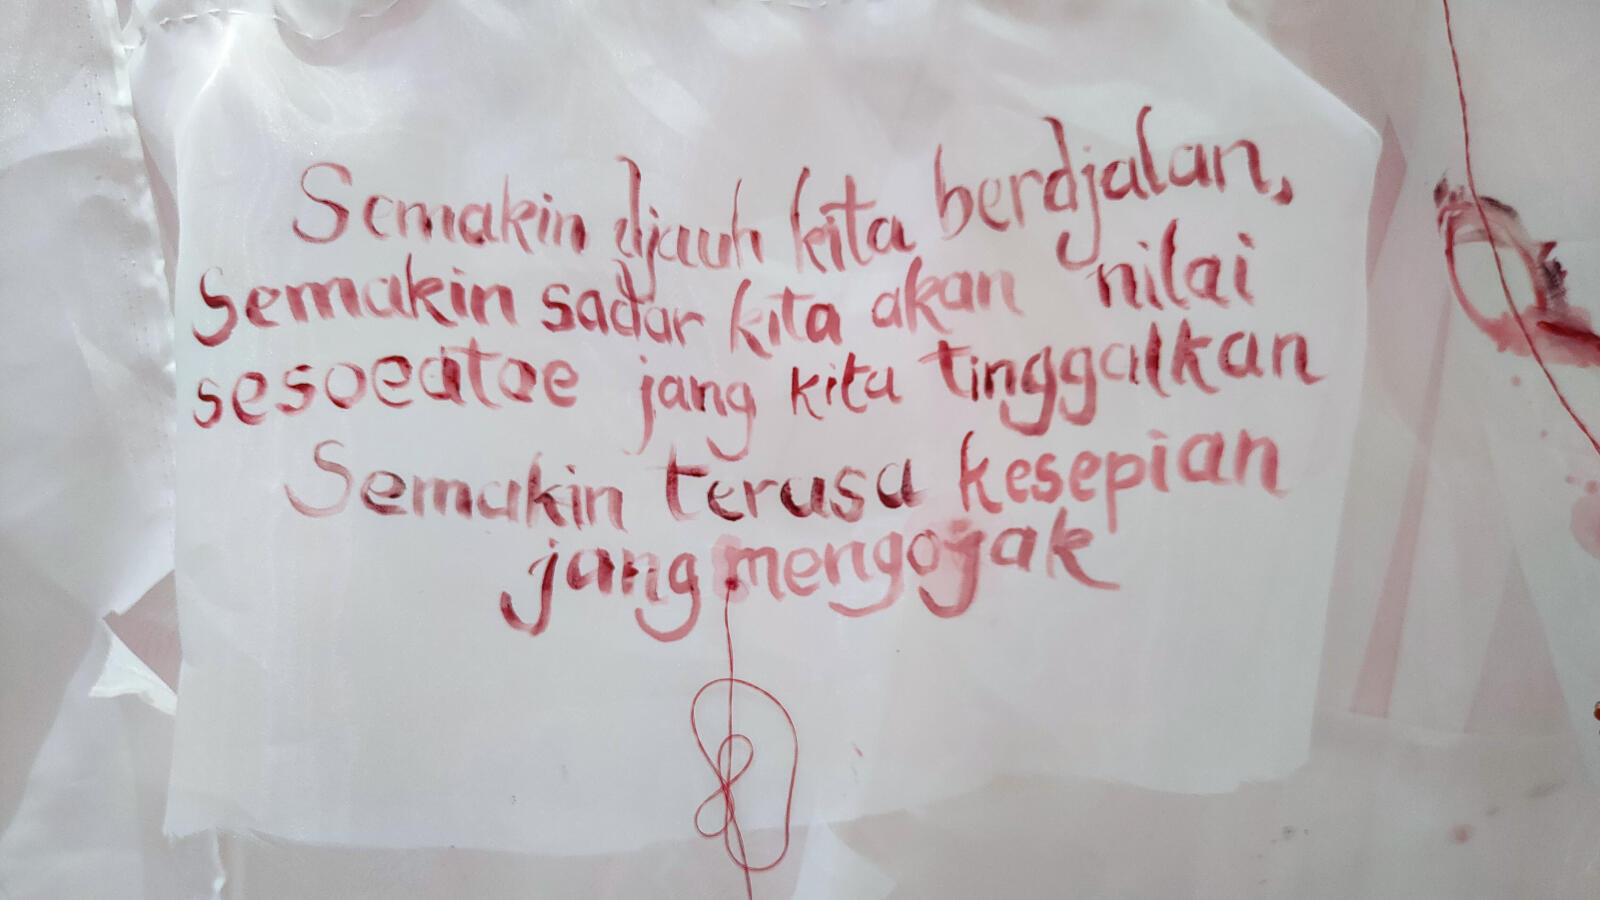 Semakin djauh kita berdjalan,
Semakin sadar kita akan nilai
sesoeatoe jang kita tinggalkan
Semakin terasa kesepian
jang mengojak